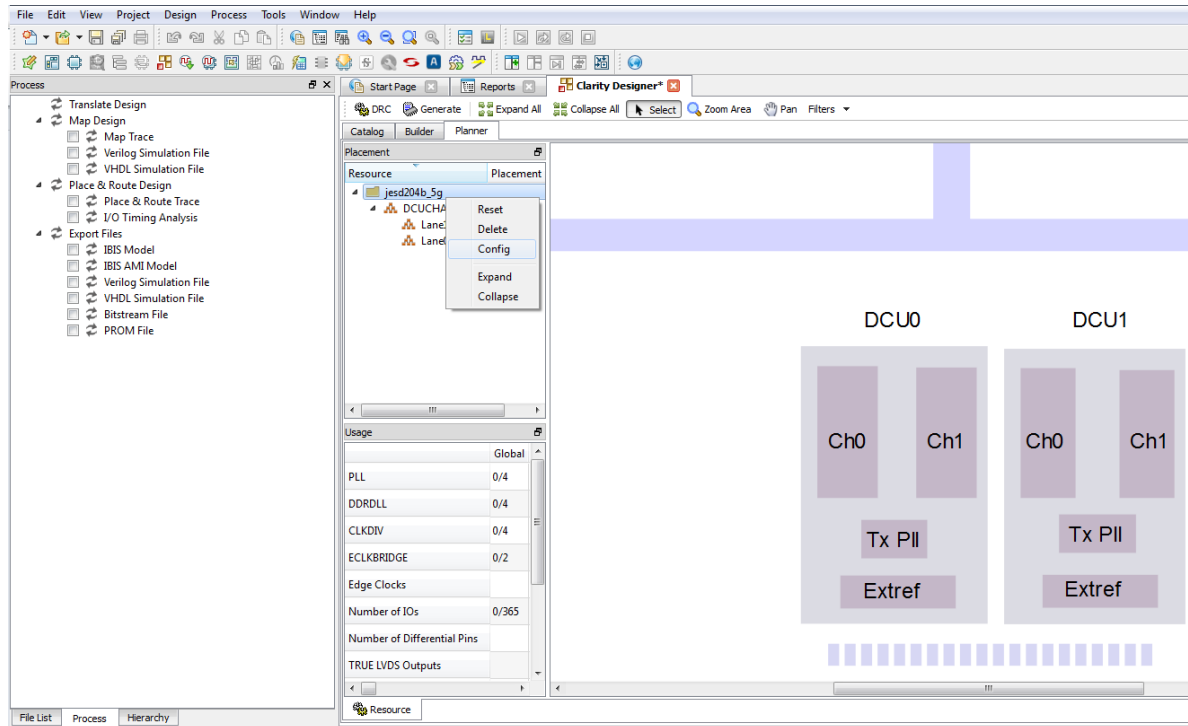 File Edit View Project Design Process Tools Window Help
Process
Start Page
Reports
Clarity Designer*
DRC Generate Expand All Collapse All Select Zoom Area Pan Filters
Catalog Builder Planner
Translate Design
Map Design
Map Trace
Verilog Simulation File
VHDL Simulation File
Place & Route Design
Place & Route Trace
I/O Timing Analysis
Export Files
IBIS Model
IBIS AMI Model
Verilog Simulation File
VHDL Simulation File
Bitstream File
PROM File
File List Process Hierarchy
Placement
Resource Placement
jesd204b_5g
DCUCHA
Lane
Lane
Reset
Delete
Config
Expand
Collapse
Usage
Global
PLL 0/4
DDRDLL 0/4
CLKDIV 0/4
ECLKBRIDGE 0/2
Edge Clocks
Number of IOs 0/365
Number of Differential Pins
TRUE LVDS Outputs
Resource
DCU0 DCU1
Ch0 Ch1 Ch0 Ch1
Tx Pll Tx Pll
Extref Extref